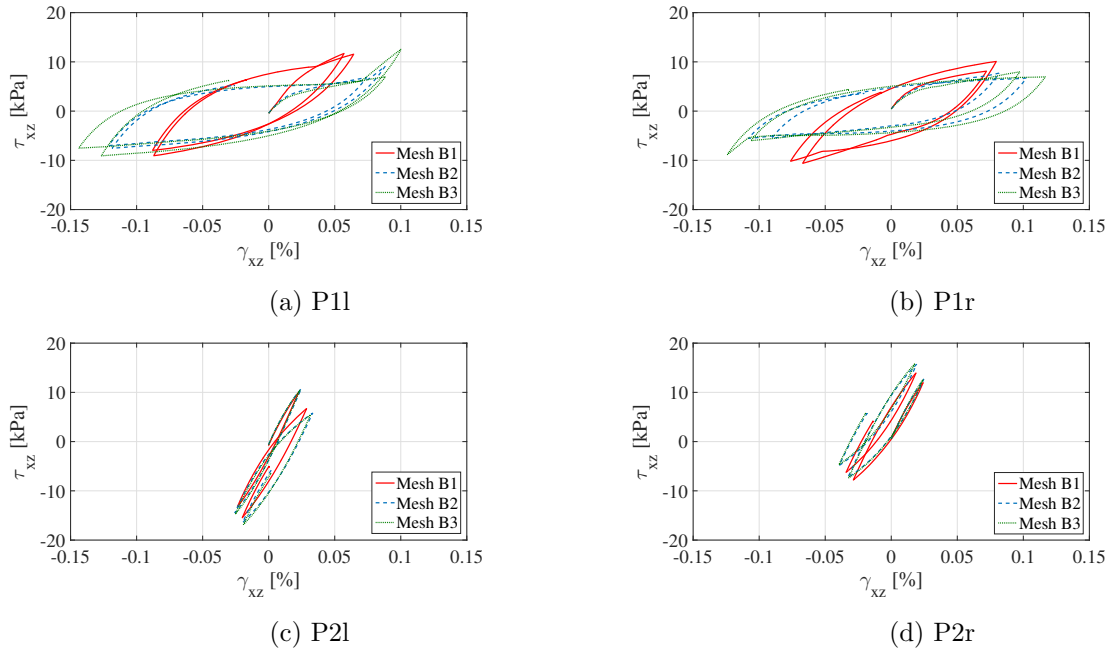 20
10
0
-10
-20
τxz [kPa]
-0.15 -0.1 -0.05 0 0.05 0.1 0.15
γxz [%]
Mesh B1
Mesh B2
Mesh B3
(a) P1l
20
10
0
-10
-20
τxz [kPa]
-0.15 -0.1 -0.05 0 0.05 0.1 0.15
γxz [%]
Mesh B1
Mesh B2
Mesh B3
(b) P1r
20
10
0
-10
-20
τxz [kPa]
-0.15 -0.1 -0.05 0 0.05 0.1 0.15
γxz [%]
Mesh B1
Mesh B2
Mesh B3
(c) P2l
20
10
0
-10
-20
τxz [kPa]
-0.15 -0.1 -0.05 0 0.05 0.1 0.15
γxz [%]
Mesh B1
Mesh B2
Mesh B3
(d) P2r